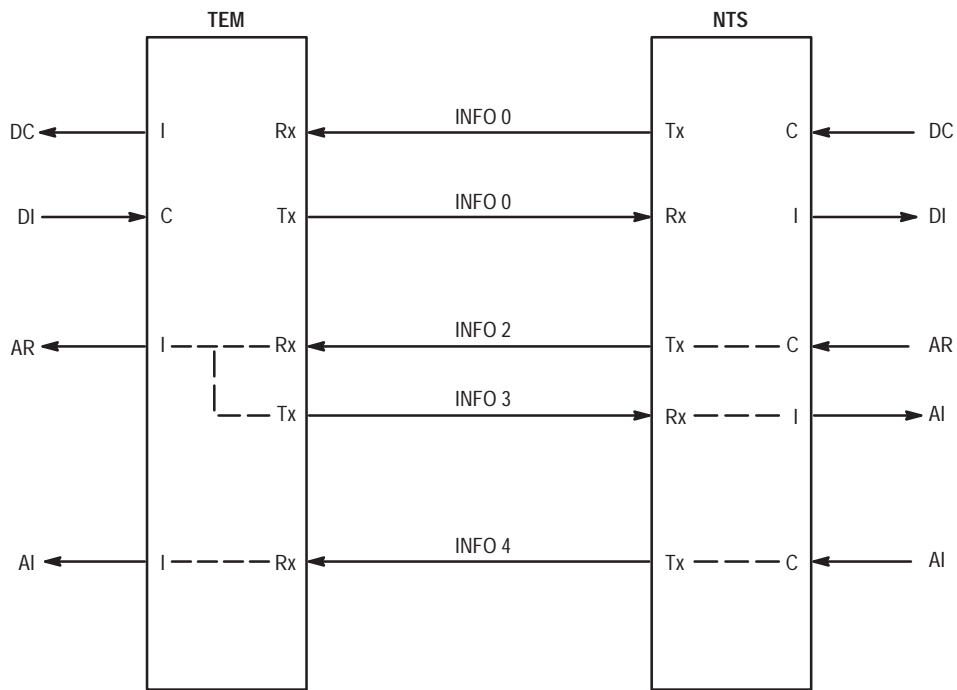 TEM NTS
DC I Rx INFO 0 Tx C DC
DI C Tx INFO 0 Rx I DI
AR I Rx INFO 2 Tx C AR
Tx INFO 3 Rx I AI
AI I Rx INFO 4 Tx C AI